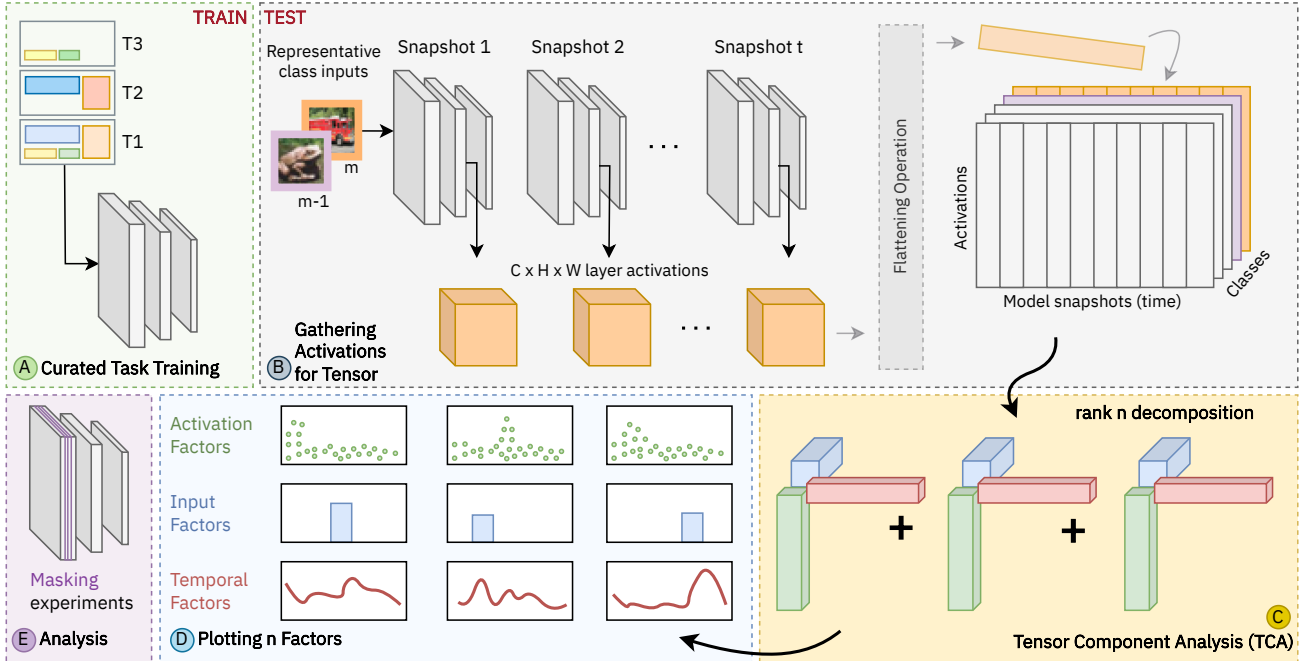 TRAIN
T3
T2
T1
A Curated Task Training
TEST
Representative
class inputs
m
m-1
Snapshot 1
Snapshot 2
Snapshot t
. . .
C x H x W layer activations
. . .
Gathering
Activations
B for Tensor
Flattening Operation
Activations
Model snapshots (time)
Classes
rank n decomposition
+
+
C
Tensor Component Analysis (TCA)
Activation
Factors
Input
Factors
Temporal
Factors
D Plotting n Factors
Masking
experiments
E Analysis